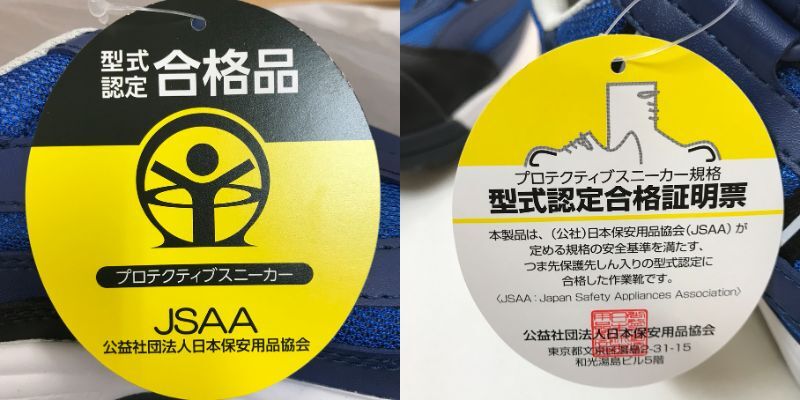 型式
認定
合格品
プロテクティブスニーカー
JSAA
公益社団法人日本保安用品協会
プロテクティブスニーカー規格
型式認定合格証明票
本製品は、(公社)日本保安用品協会(JSAA)が
定める規格の安全基準を満たす、
つま先保護先しん入りの型式認定に
合格した作業靴です。
〈JSAA:Japan Safety Appliances Association〉
公益社団法人日本保安用品協会
東京都文京区湯島2-31-15
和光湯島ビル5階